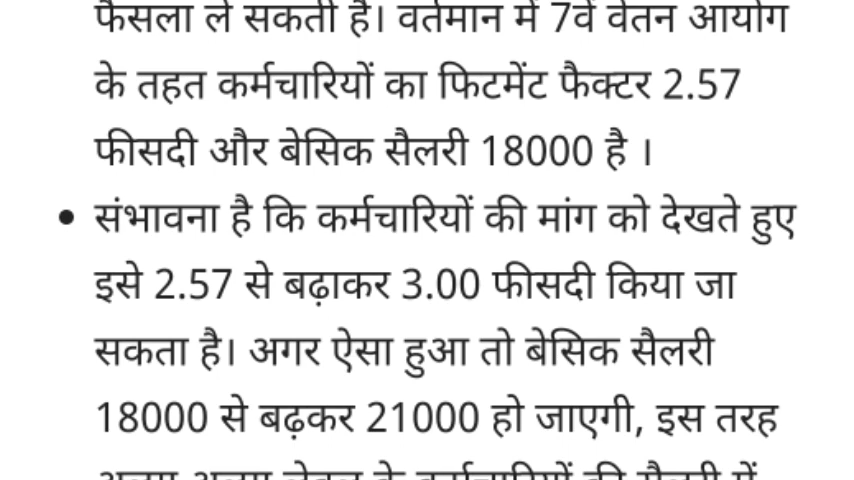 फैसला ले सकती है। वर्तमान में 7वें वेतन आयोग
के तहत कर्मचारियों का फिटमेंट फैक्टर 2.57
फीसदी और बेसिक सैलरी 18000 है ।
• संभावना है कि कर्मचारियों की मांग को देखते हुए
इसे 2.57 से बढ़ाकर 3.00 फीसदी किया जा
सकता है। अगर ऐसा हुआ तो बेसिक सैलरी
18000 से बढ़कर 21000 हो जाएगी, इस तरह